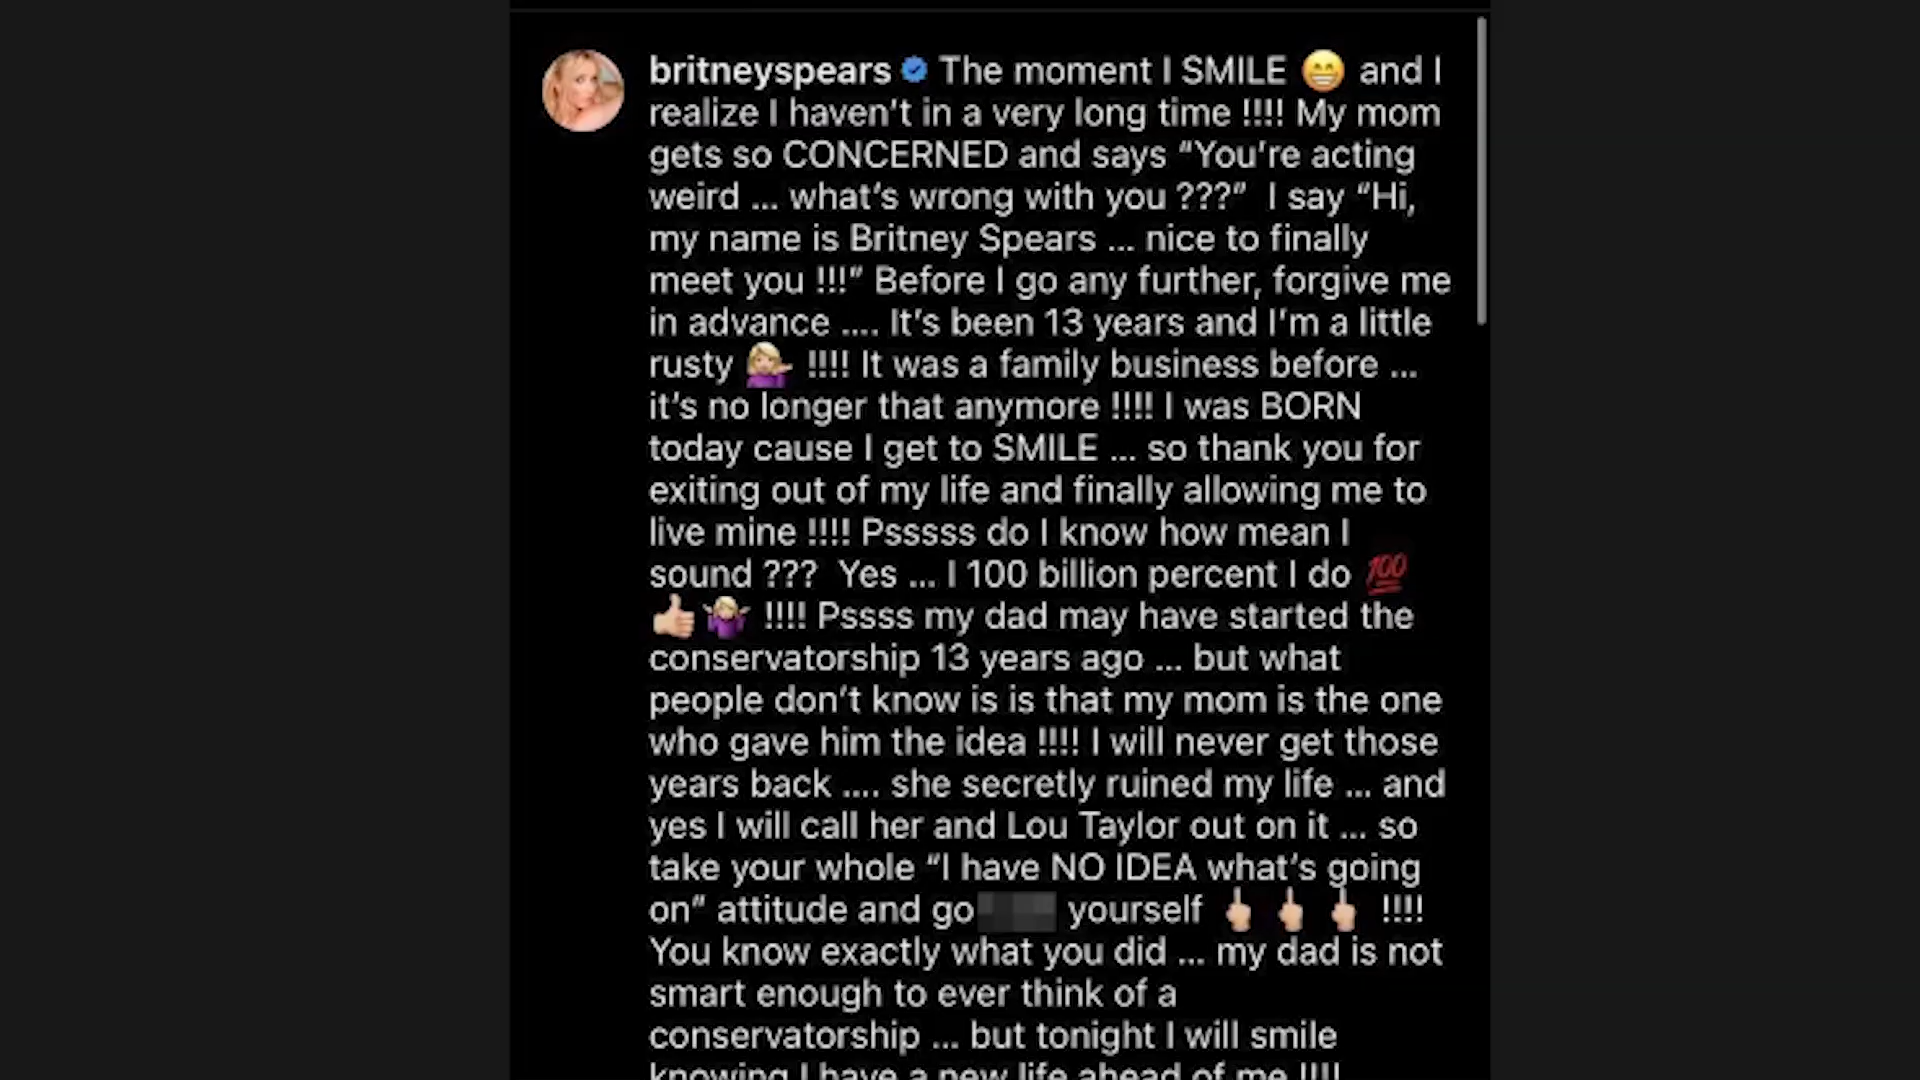 britneyspears The moment I SMILE 😁 and I
realize I haven’t in a very long time !!!! My mom
gets so CONCERNED and says “You’re acting
weird ... what’s wrong with you ???”  I say “Hi,
my name is Britney Spears ... nice to finally
meet you !!!” Before I go any further, forgive me
in advance .... It’s been 13 years and I’m a little
rusty 💁🏼‍♀️ !!!! It was a family business before ...
it’s no longer that anymore !!!! I was BORN
today cause I get to SMILE ... so thank you for
exiting out of my life and finally allowing me to
live mine !!!! Psssss do I know how mean I
sound ???  Yes ... I 100 billion percent I do 💯
👍🏼🤷🏼‍♀️ !!!! Pssss my dad may have started the
conservatorship 13 years ago ... but what
people don’t know is is that my mom is the one
who gave him the idea !!!! I will never get those
years back .... she secretly ruined my life ... and
yes I will call her and Lou Taylor out on it ... so
take your whole “I have NO IDEA what’s going
on” attitude and go yourself 🖕🏼 🖕🏼 🖕🏼 !!!!
You know exactly what you did ... my dad is not
smart enough to ever think of a
conservatorship ... but tonight I will smile
knowing I have a new life ahead of me !!!!